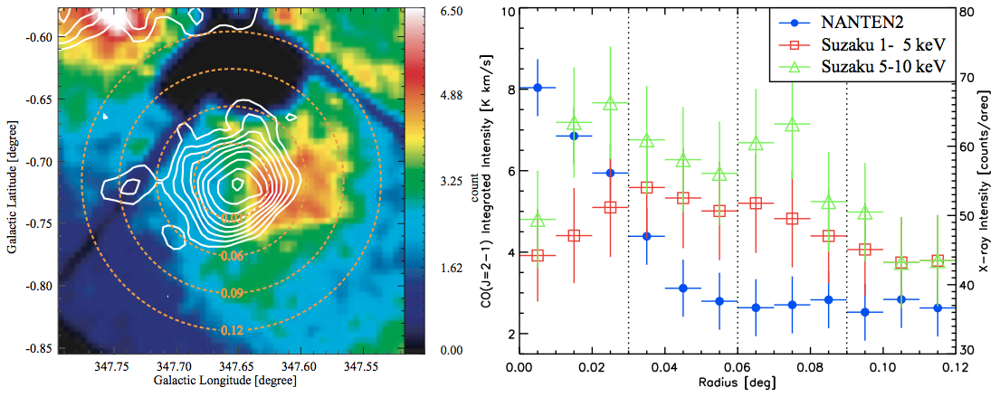 -0.60
-0.65
-0.70
-0.75
-0.80
-0.85
Galactic Latitude [degree]
347.75 347.70 347.65 347.60 347.55
Galactic Longitude [degree]
0.03
0.06
0.09
0.12
6.50
4.88
3.25
1.62
0.00
count
10
8
6
4
2
CO(J=2-1) Integrated Intensity [K km/s]
NANTEN2
Suzaku 1- 5 keV
Suzaku 5-10 keV
80
70
60
50
40
30
X-ray Intensity [counts/area]
0.00 0.02 0.04 0.06 0.08 0.10 0.12
Radius [deg]